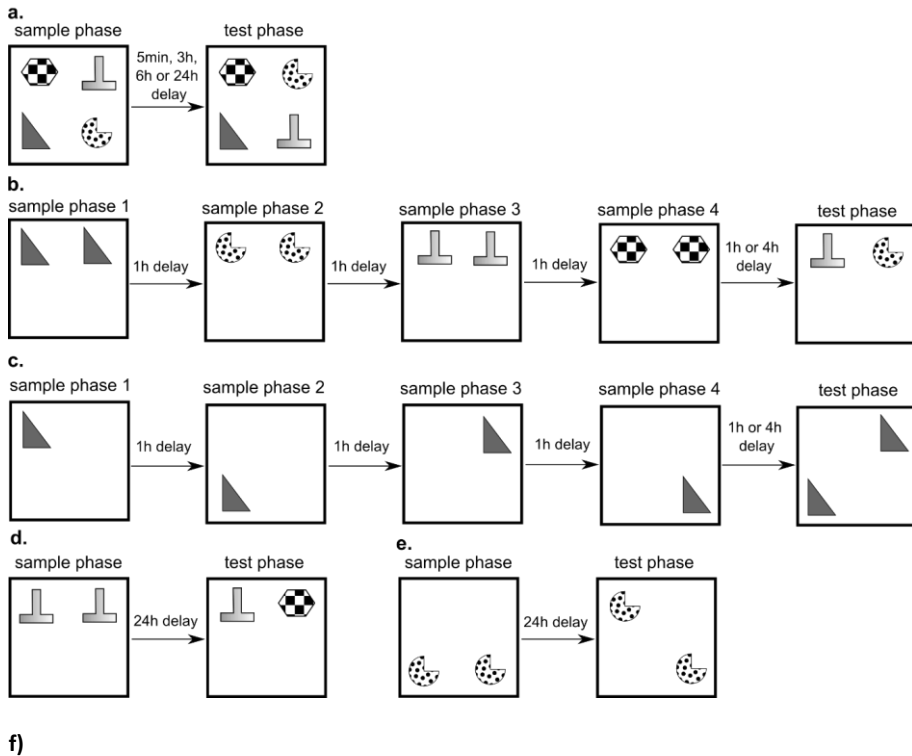 a.
sample phase
test phase
5min, 3h,
6h or 24h
delay
b.
sample phase 1
sample phase 2
sample phase 3
sample phase 4
test phase
1h delay
1h delay
1h delay
1h or 4h
delay
c.
sample phase 1
sample phase 2
sample phase 3
sample phase 4
test phase
1h delay
1h delay
1h delay
1h or 4h
delay
d.
sample phase
test phase
24h delay
e.
sample phase
test phase
24h delay
f)